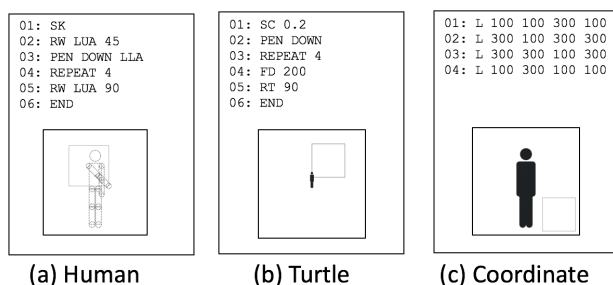 01: SK
02: RW LUA 45
03: PEN DOWN LLA
04: REPEAT 4
05: RW LUA 90
06: END
(a) Human
01: SC 0.2
02: PEN DOWN
03: REPEAT 4
04: FD 200
05: RT 90
06: END
(b) Turtle
01: L 100 100 300 100
02: L 300 100 300 300
03: L 300 300 100 300
04: L 100 300 100 100
(c) Coordinate